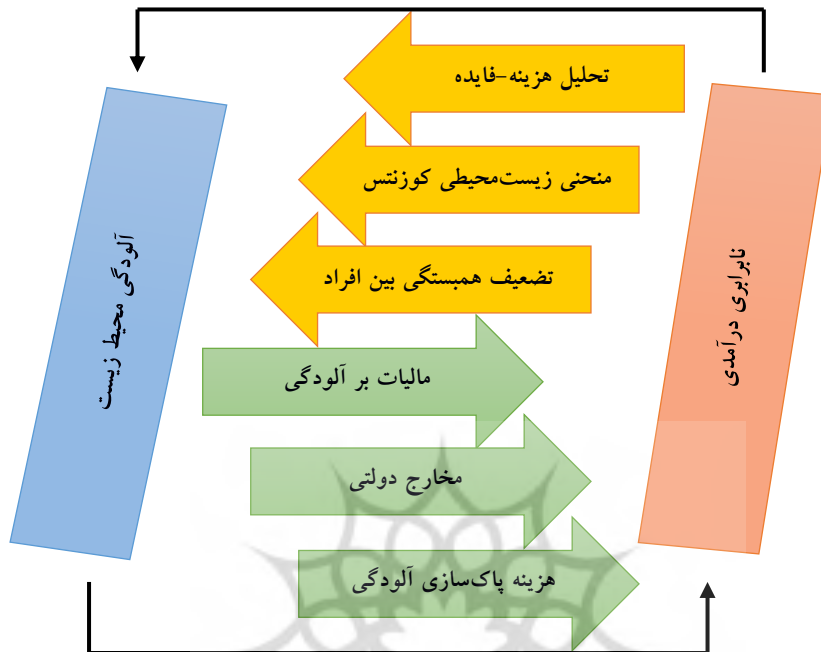 تحلیل هزینه-فایده
منحنی زیست‌محیطی کوزنتس
تضعیف همبستگی بین افراد
مالیات بر آلودگی
مخارج دولتی
هزینه پاک‌سازی آلودگی
نابرابری درآمدی
آلودگی محیط زیست